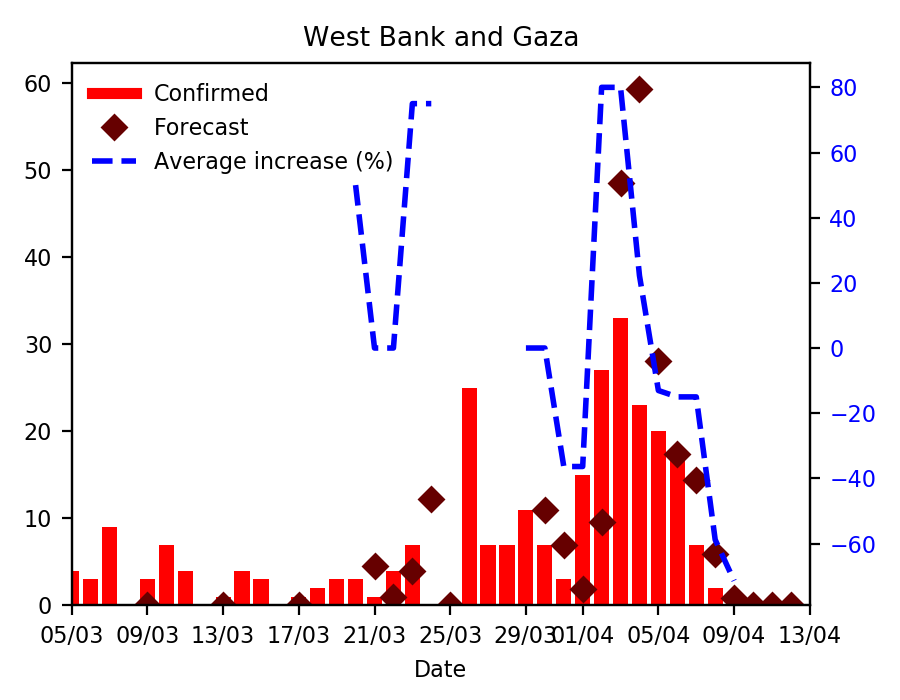 West Bank and Gaza
60
50
40
30
20
10
0
Confirmed
Forecast
Average increase (%)
80
60
40
20
0
−20
−40
−60
05/03 09/03 13/03 17/03 21/03 25/03 29/03 01/04 05/04 09/04 13/04
Date